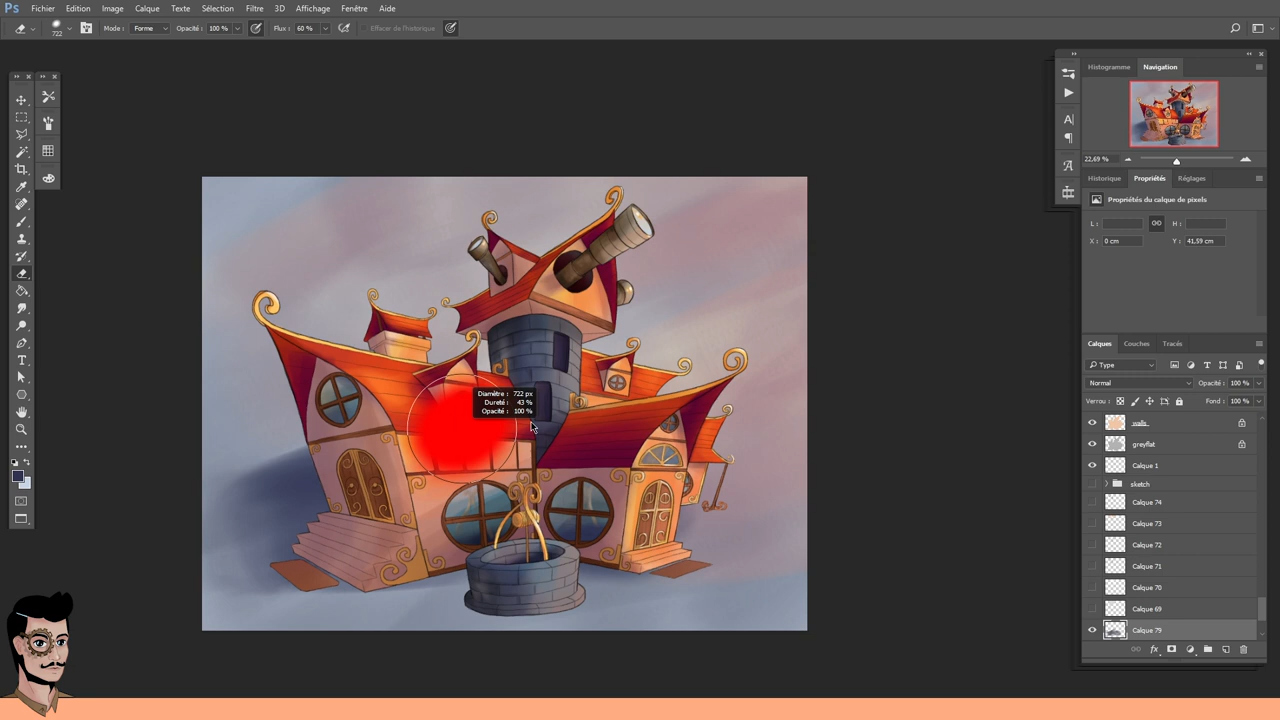 Ps Fichier Edition Image Calque Texte Sélection Filtre 3D Affichage Fenêtre Aide
722 Mode : Forme Opacité : 100 % Flux : 60 % Effacer de l'historique
Histogramme Navigation
22,69 %
Historique Propriétés Réglages
Propriétés du calque de pixels
L : H :
X : 0 cm Y : 41,59 cm
Calques Couches Tracés
Type
Normal Opacité : 100 %
Verrou : Fond : 100 %
walls
greyflat
Calque 1
sketch
Calque 74
Calque 73
Calque 72
Calque 71
Calque 70
Calque 69
Calque 79
Diamètre : 722 px
Dureté : 43 %
Opacité : 100 %